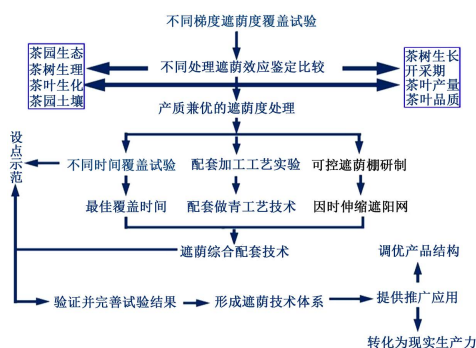 不同梯度遮荫度覆盖试验
茶园生态
茶树生理
茶叶生化
茶园土壤
不同处理遮荫效应鉴定比较
茶树生长
开采期
茶叶产量
茶叶品质
产质兼优的遮荫度处理
设点示范
不同时间覆盖试验
配套加工工艺实验
可控遮荫棚研制
最佳覆盖时间
配套做青工艺技术
因时伸缩遮阳网
遮荫综合配套技术
调优产品结构
验证并完善试验结果
形成遮荫技术体系
提供推广应用
转化为现实生产力